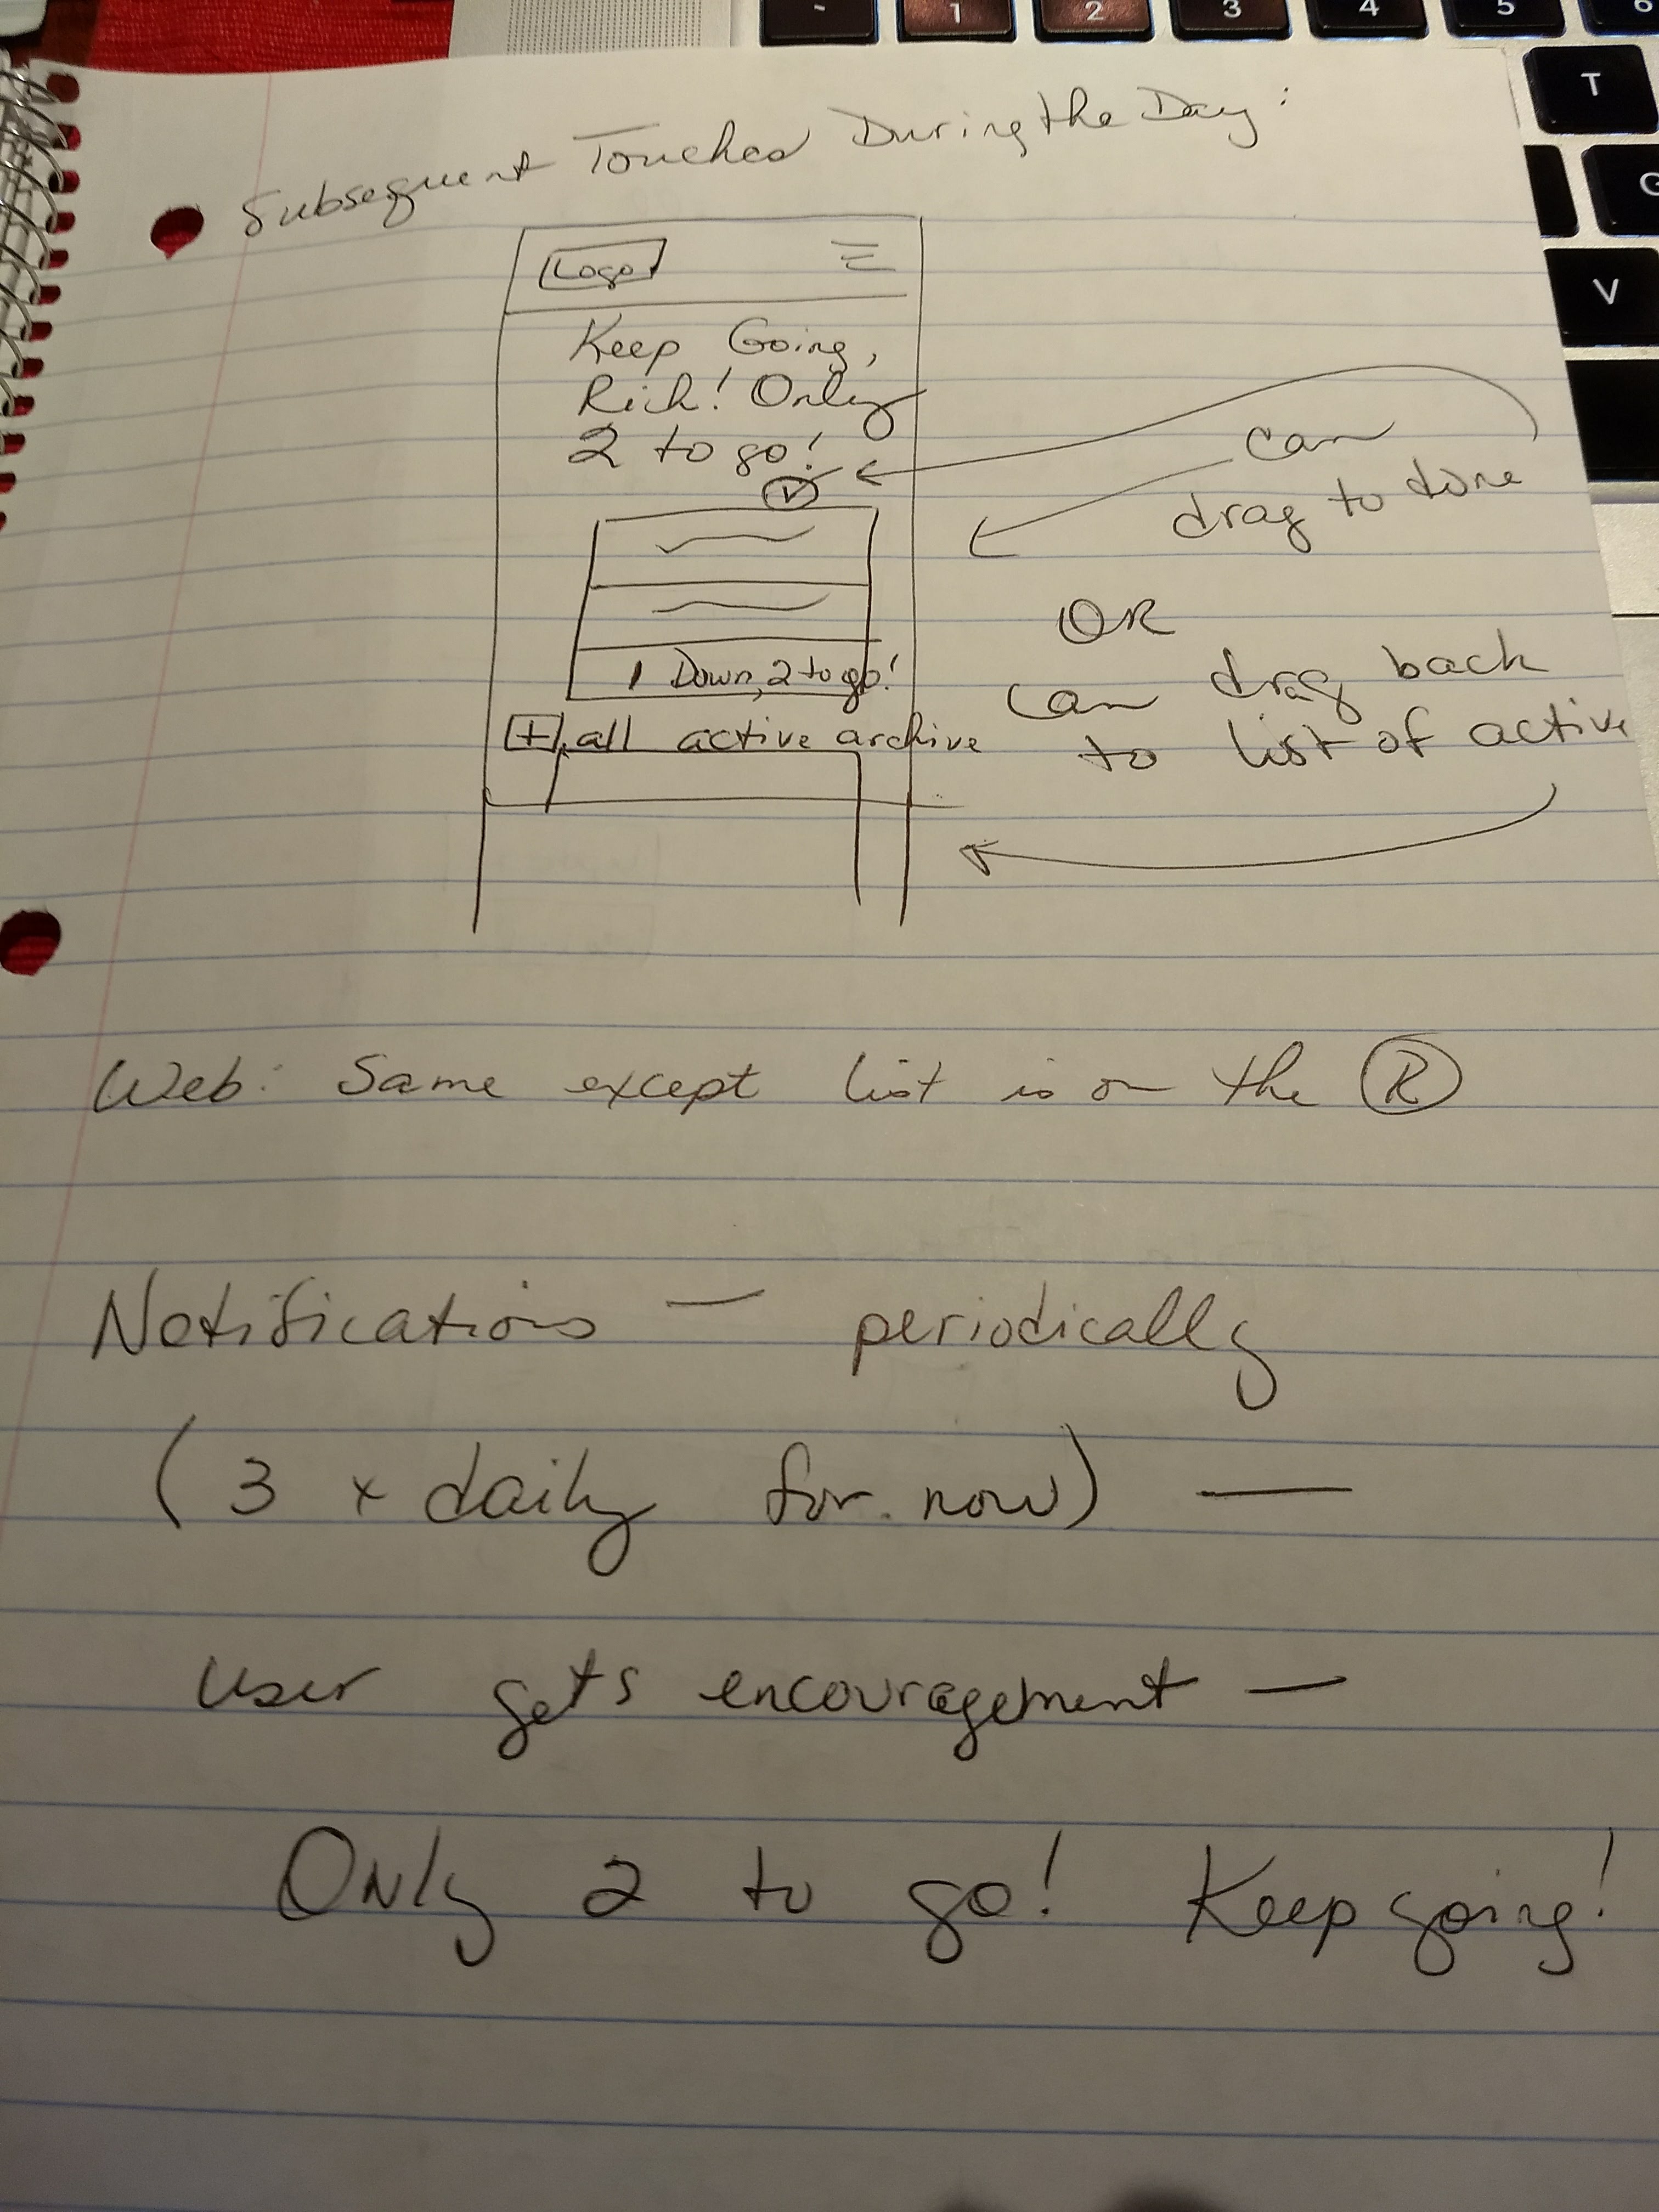 - 1 2 3 4 5 6
T
G
V
Subsequent Touches During the Day:
Logo
Keep Going,
Rich! Only
2 to go!
can
drag to done
OR
can drag back
to list of active
1 Down, 2 to go!
+ all active archive
Web: Same except list is on the R
Notifications — periodically
(3 x daily for now) —
User gets encouragement —
Only 2 to go! Keep going!